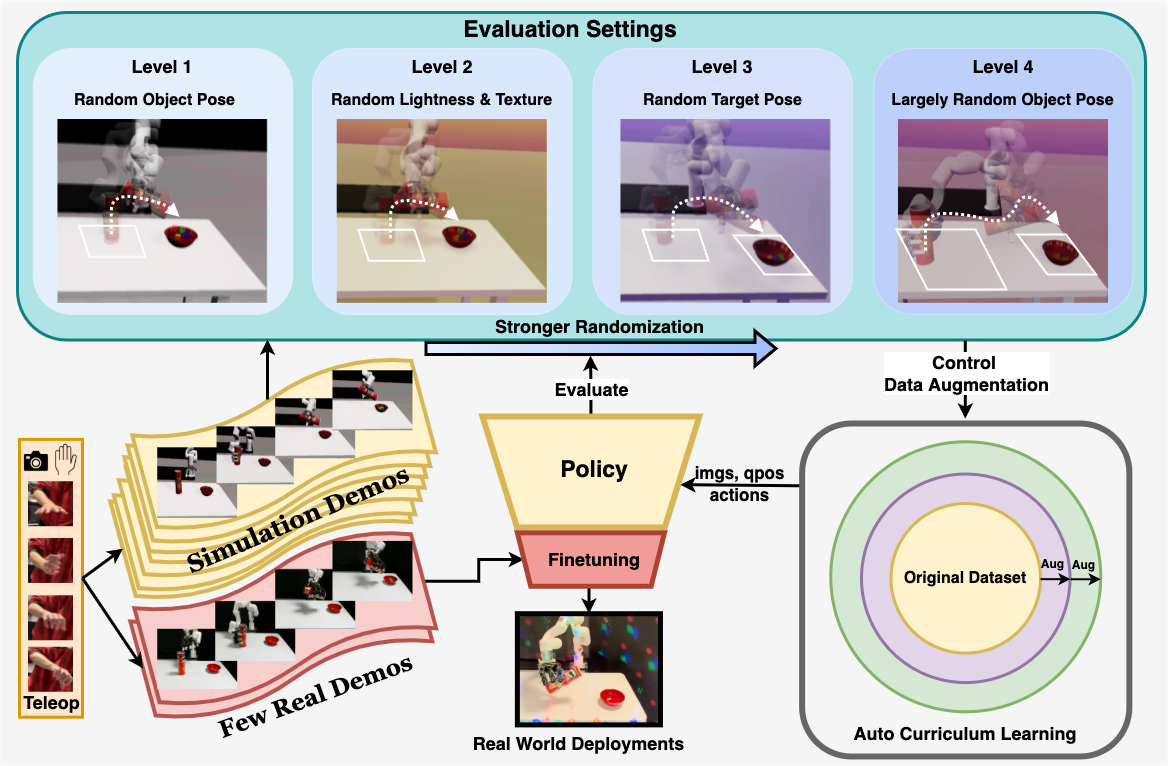 Evaluation Settings
Level 1
Random Object Pose
Level 2
Random Lightness & Texture
Level 3
Random Target Pose
Level 4
Largely Random Object Pose
Stronger Randomization
Evaluate
Control
Data Augmentation
Teleop
Simulation Demos
Few Real Demos
Policy
Finetuning
imgs, qpos
actions
Real World Deployments
Original Dataset
Aug
Aug
Auto Curriculum Learning